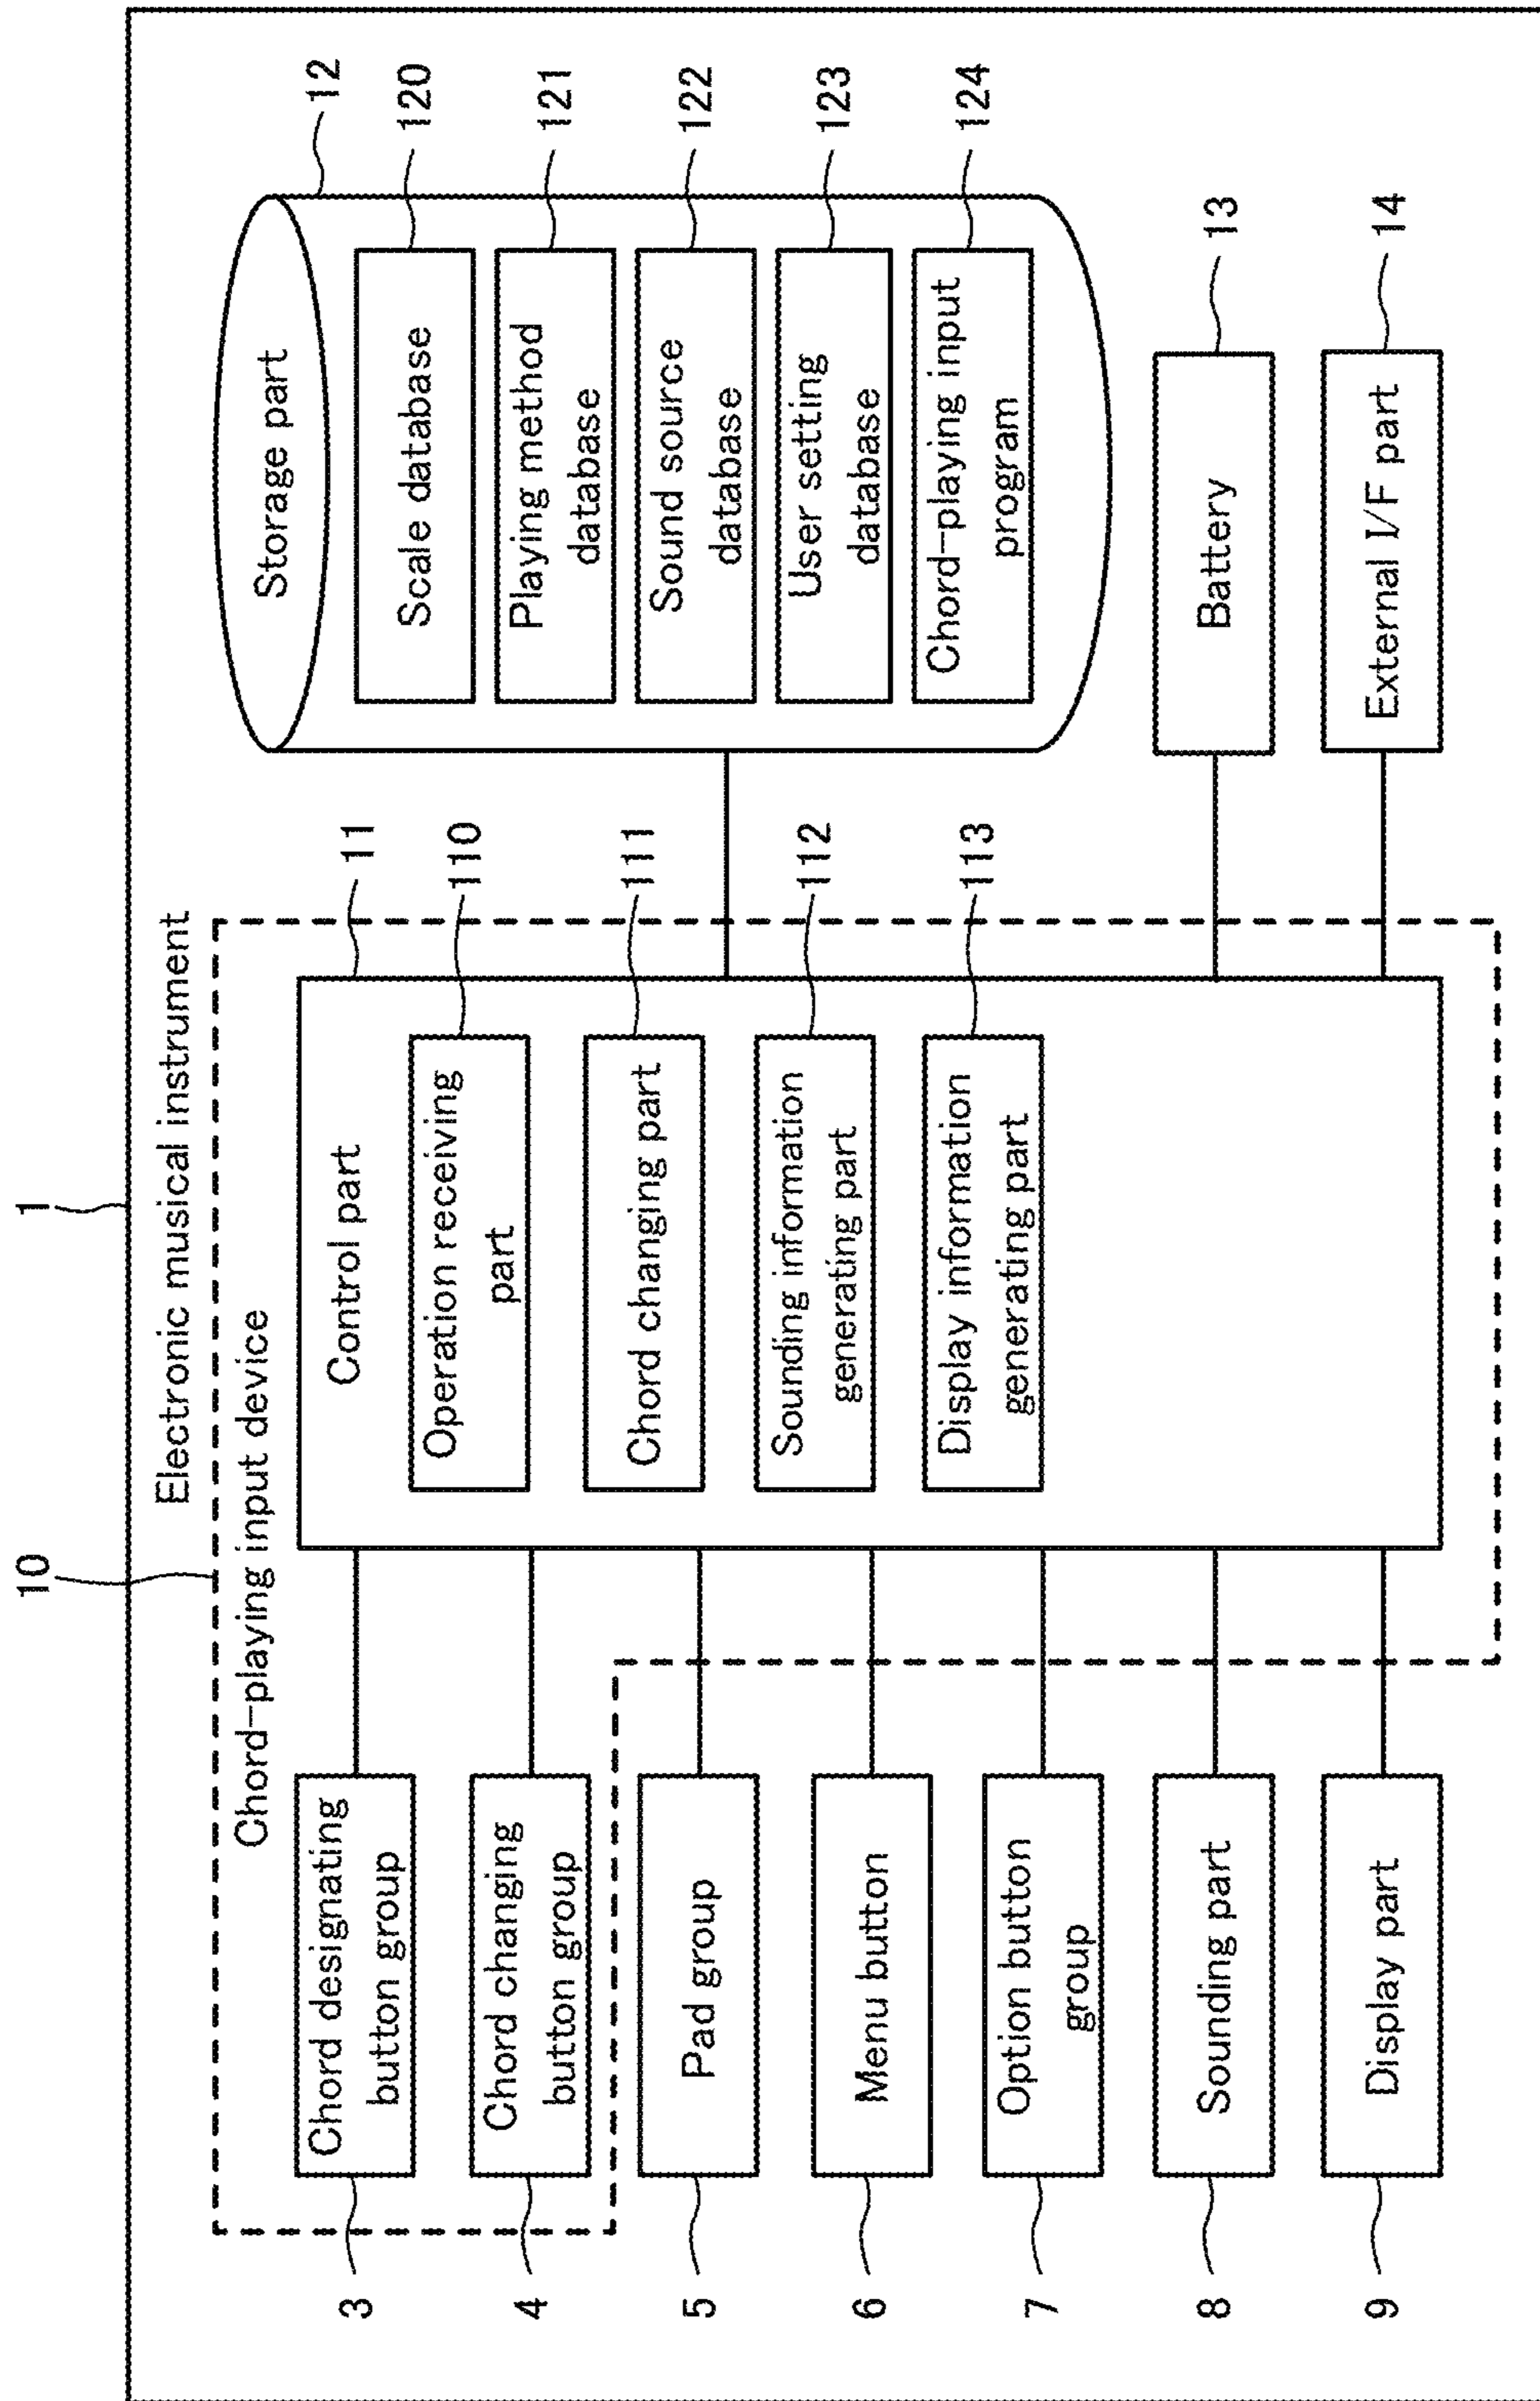 1
Electronic musical instrument
10
Chord-playing input device
3
Chord designating
button group
4
Chord changing
button group
5
Pad group
6
Menu button
7
Option button
group
8
Sounding part
9
Display part
11
Control part
110
Operation receiving
part
111
Chord changing part
112
Sounding information
generating part
113
Display information
generating part
12
Storage part
120
Scale database
121
Playing method
database
122
Sound source
database
123
User setting
database
124
Chord-playing input
program
13
Battery
14
External I/F part